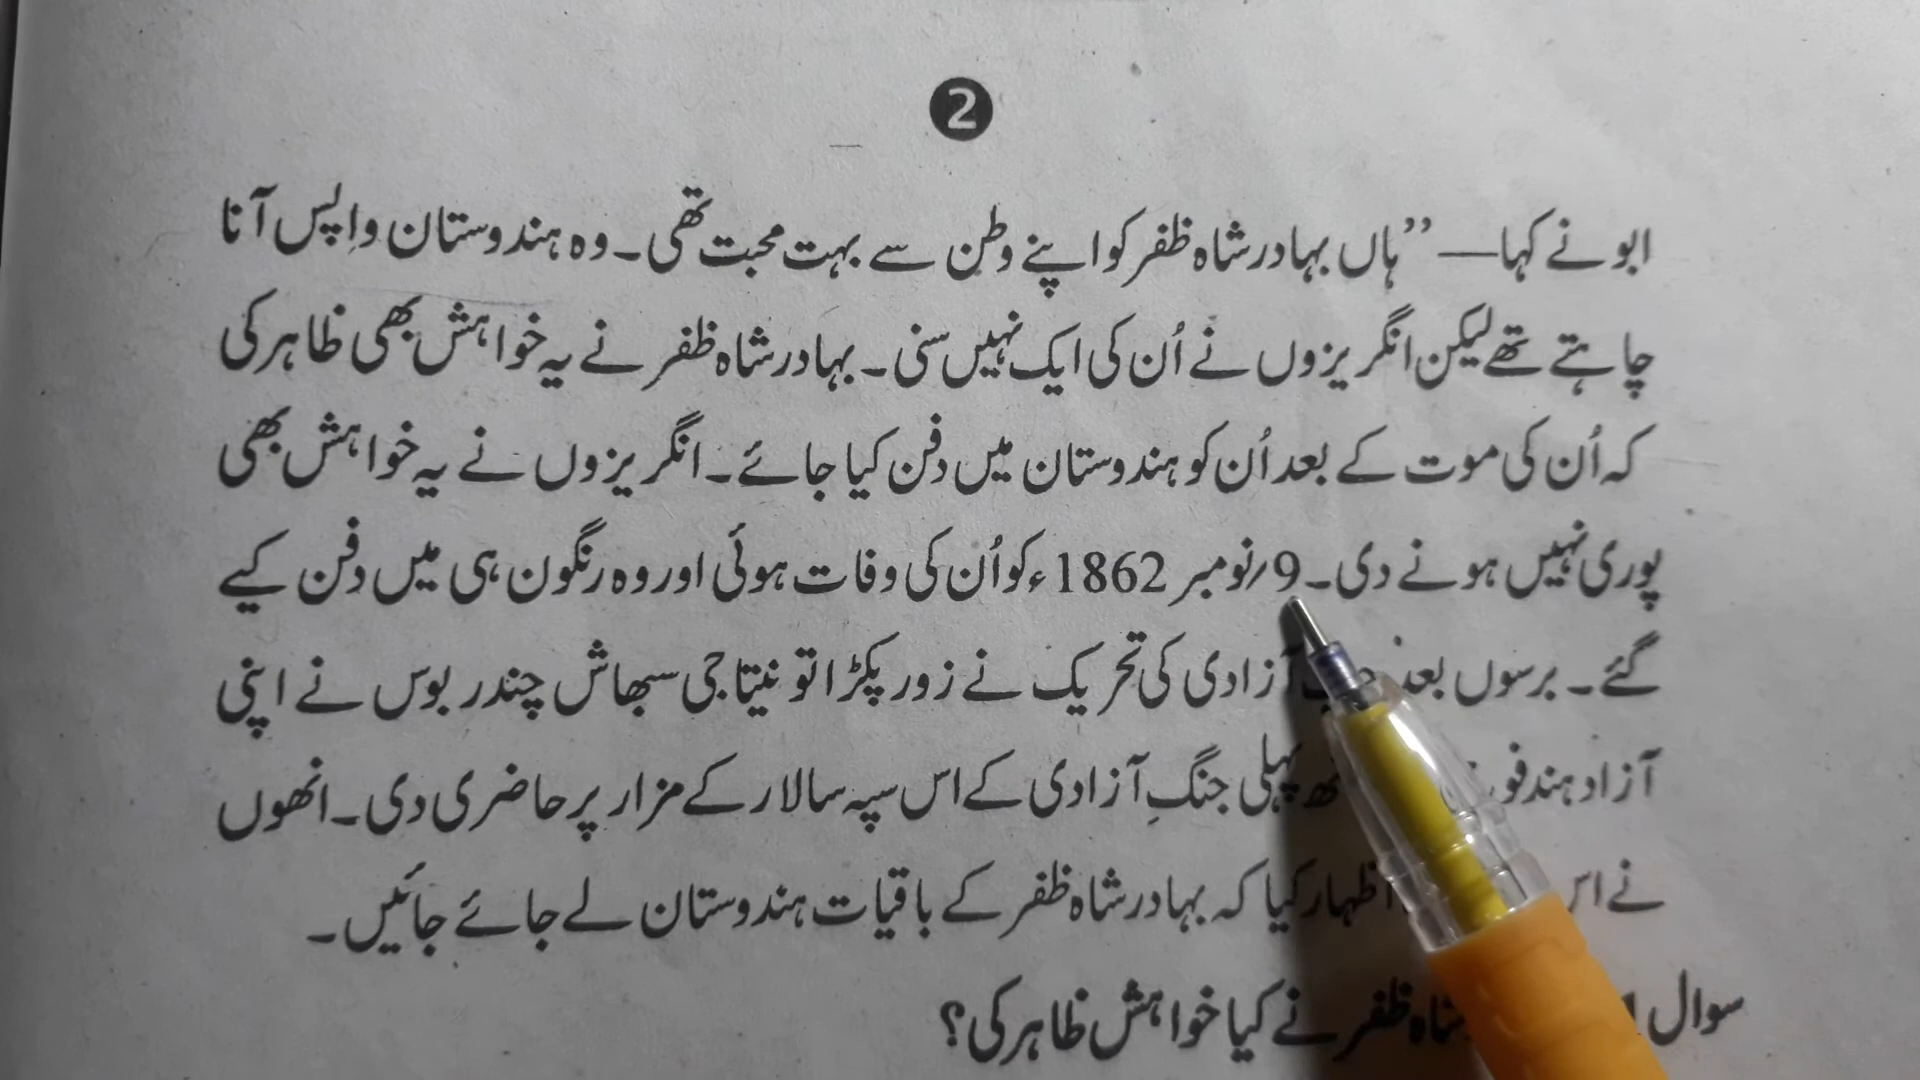 2
ابو نے کہا— ”ہاں بہادر شاہ ظفر کو اپنے وطن سے بہت محبت تھی۔ وہ ہندوستان واپس آنا
چاہتے تھے لیکن انگریزوں نے اُن کی ایک نہیں سنی۔ بہادر شاہ ظفر نے یہ خواہش بھی ظاہر کی
کہ اُن کی موت کے بعد اُن کو ہندوستان میں دفن کیا جائے۔ انگریزوں نے یہ خواہش بھی
پوری نہیں ہونے دی۔ 9/نومبر 1862ء کو اُن کی وفات ہوئی اور وہ رنگون ہی میں دفن کیے
گئے۔ برسوں بعد آزادی کی تحریک نے زور پکڑا تو نیتا جی سبھاش چندر بوس نے اپنی
آزاد ہند پہلی جنگِ آزادی کے اس سپہ سالار کے مزار پر حاضری دی۔ انھوں
نے اس اظہار کیا کہ بہادر شاہ ظفر کے باقیات ہندوستان لے جائے جائیں۔
سوال 1 شاہ ظفر نے کیا خواہش ظاہر کی؟